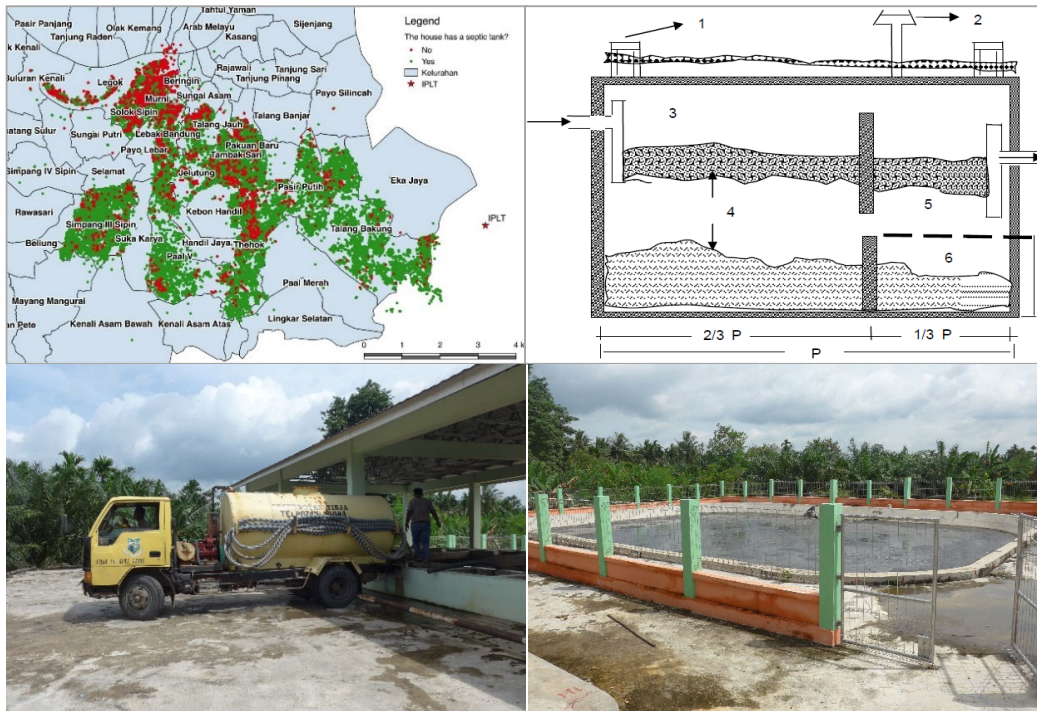 Pasir Panjang
Tanjung Raden
Olak Kemang
Tahtul Yaman
Arab Melayu
Kasang
Sijenjang
Legend
The house has a septic tank?
No
Yes
Kelurahan
IPLT
k Kenali
Buluran Kenali
Legok
Beringin
Rajawali
Tanjung Sari
Tanjung Pinang
Murni
Sungai Asam
Payo Silincah
Solok Sipin
Sungai Putri
Lebak Bandung
Talang Jauh
Talang Banjar
atang Sulur
Payo Lebar
Pakuan Baru
Tambak Sari
Simpang IV Sipin
Selamat
Jelutung
Pasir Putih
Eka Jaya
Rawasari
Kebon Handil
IPLT
Simpang III Sipin
Talang Bakung
Beliung
Suka Karya
Handil Jaya
Thehok
Paal V
Mayang Mangurai
Paal Merah
Lingkar Selatan
an Pete
Kenali Asam Bawah
Kenali Asam Atas
0 1 2 3 4 k
1
2
3
4
5
6
2/3 P
1/3 P
P